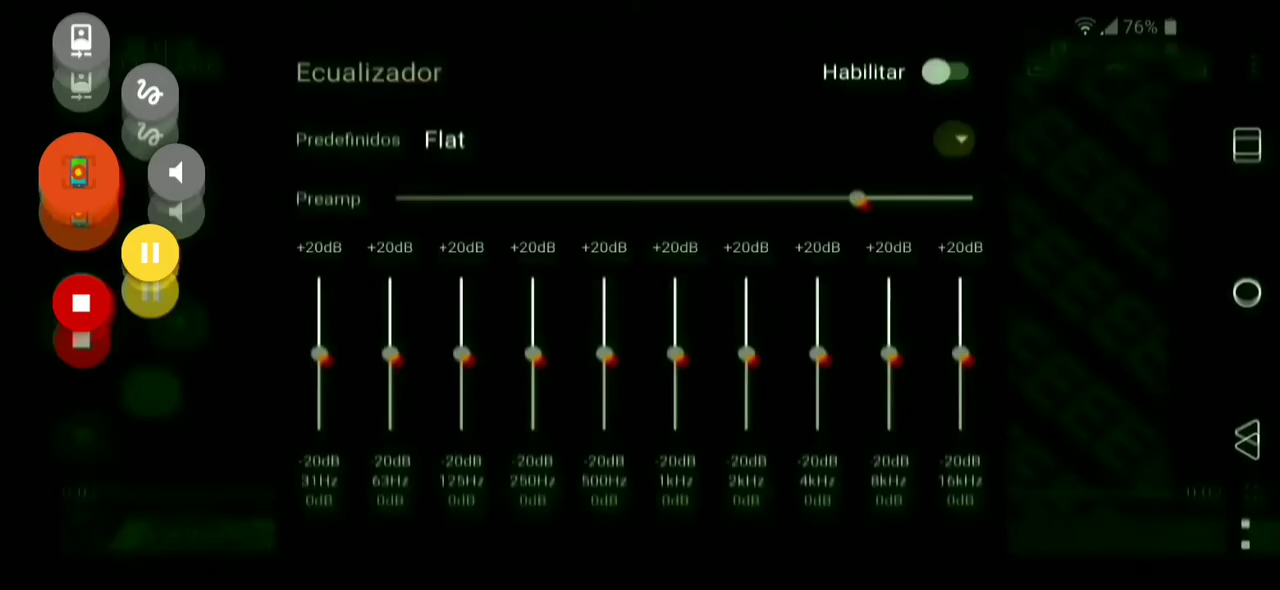 76%
Ecualizador Habilitar
Predefinidos Flat
Preamp
+20dB +20dB +20dB +20dB +20dB +20dB +20dB +20dB +20dB +20dB
-20dB -20dB -20dB -20dB -20dB -20dB -20dB -20dB -20dB -20dB
31Hz 63Hz 125Hz 250Hz 500Hz 1kHz 2kHz 4kHz 8kHz 16kHz
0dB 0dB 0dB 0dB 0dB 0dB 0dB 0dB 0dB 0dB